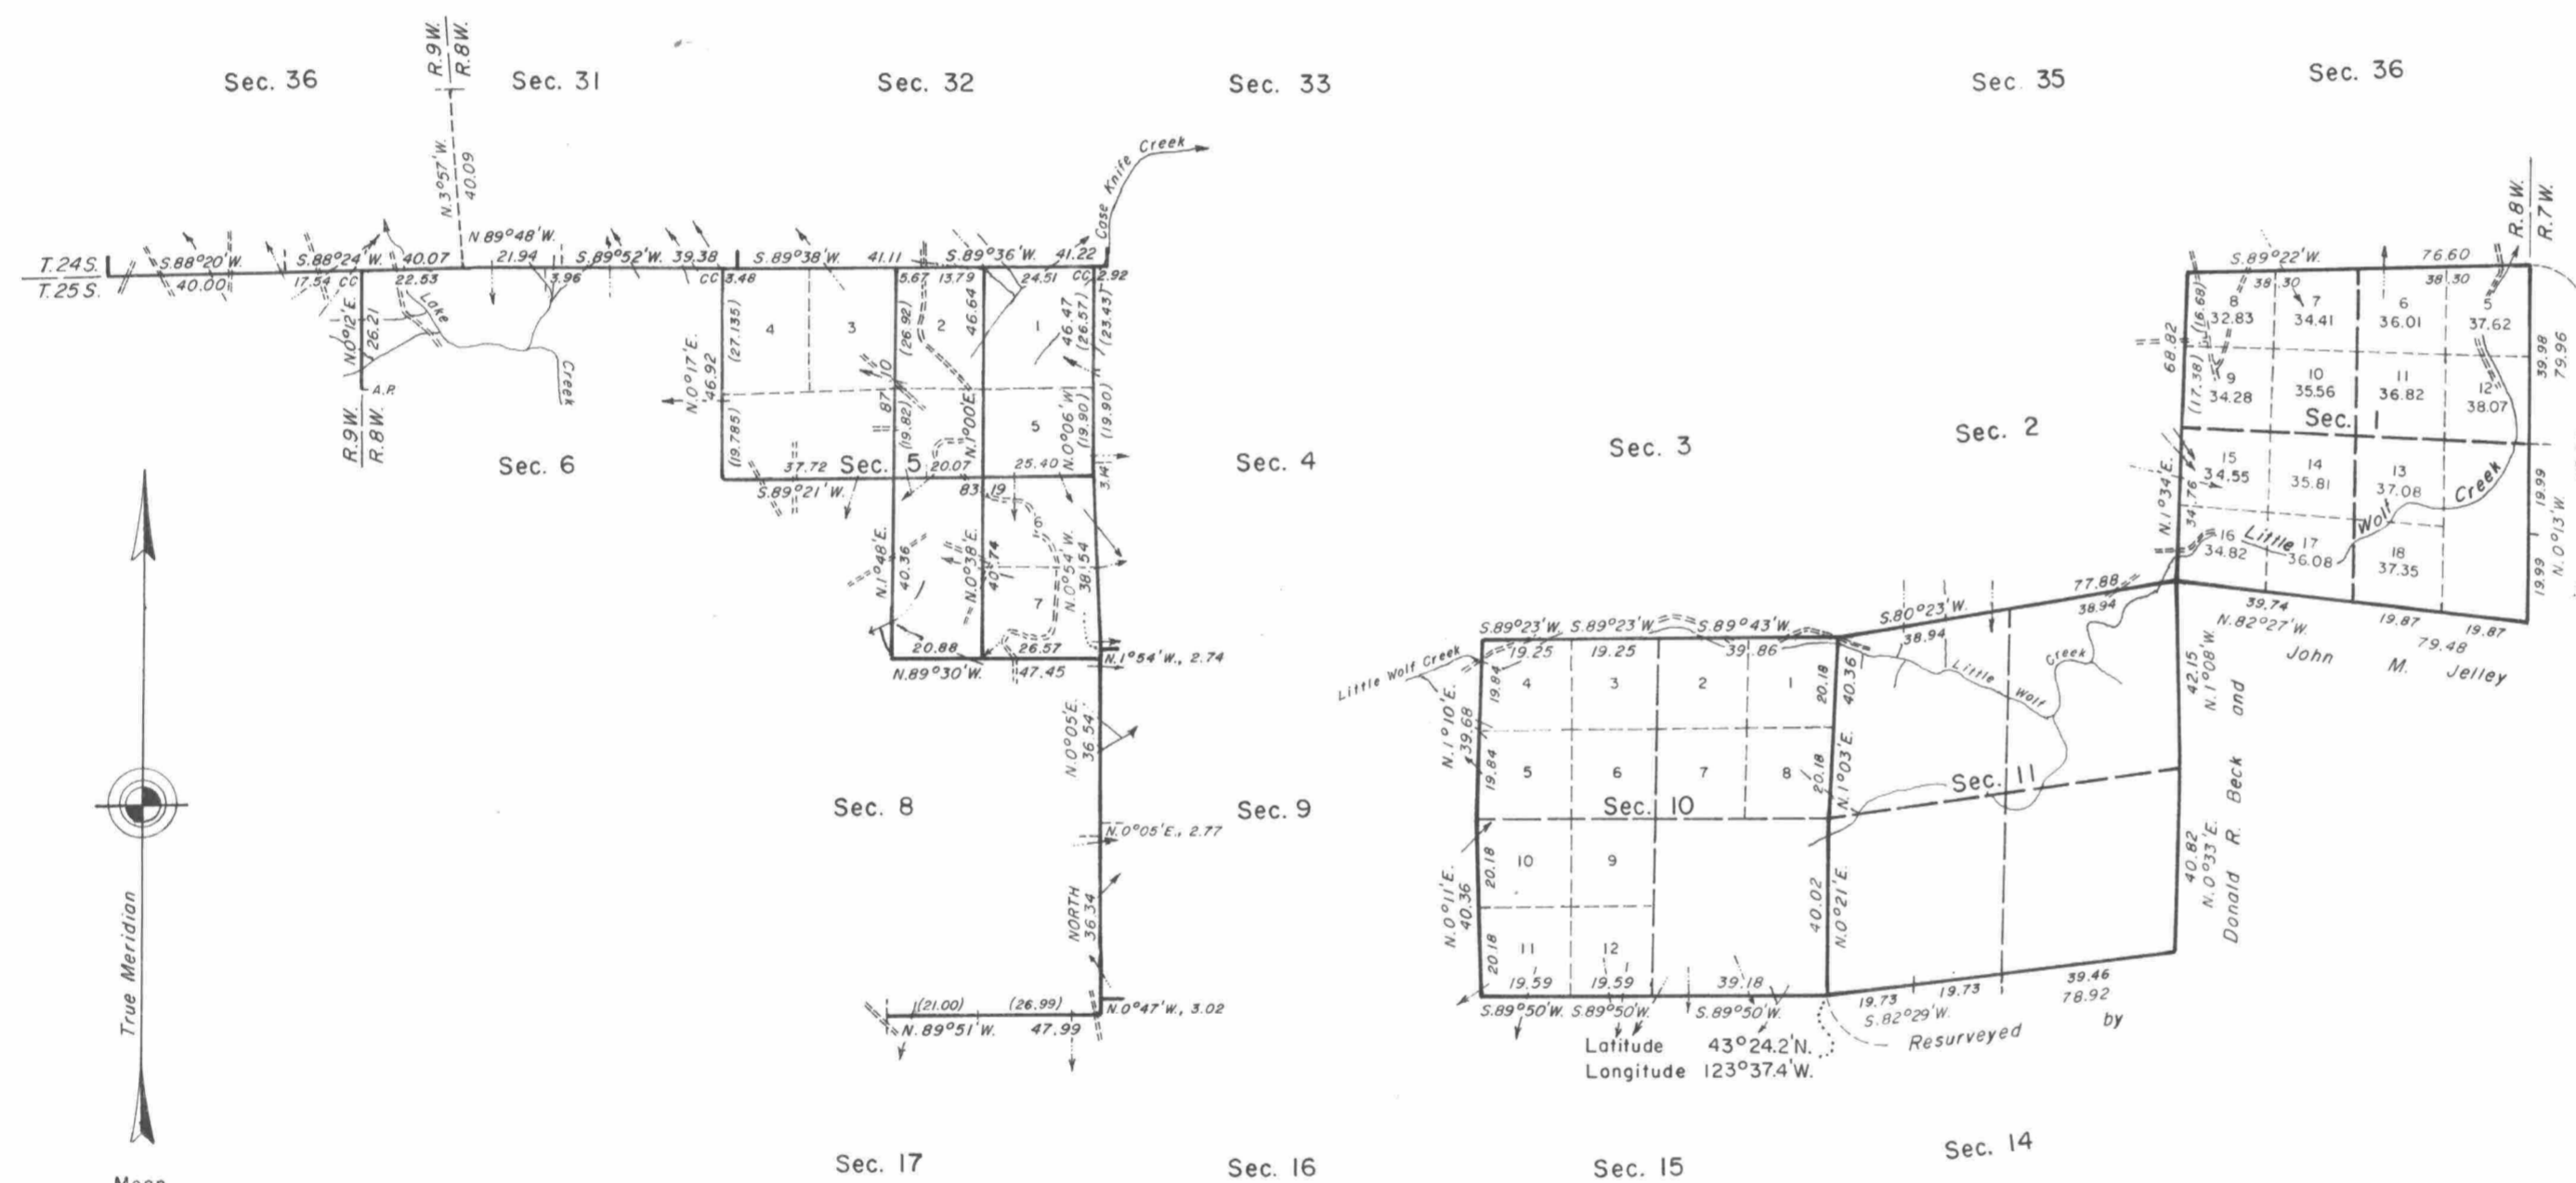 Sec. 36
R.9W.
R.8W.
Sec. 31
Sec. 32
Sec. 33
Sec. 35
Sec. 36
N.3°57'W.
40.09
Case Knife Creek
R.8W.
R.7W.
T.24S.
T.25S.
S.88°20'W.
40.00
S.88°24'W.
17.54 CC
40.07
22.53
N 89°48'W.
21.94
3.96
S.89°52'W.
39.38
CC 3.48
S.89°38'W.
41.11
5.67
13.79
S.89°36'W.
24.51
41.22
CC 2.92
N.0°12'E.
26.21
A.P.
R.9W.
R.8W.
Lake
Creek
N.0°17'E.
46.92
(27.135)
(19.785)
4
3
(26.92)
2
46.64
1
46.47
(26.57)
(23.43)
87.10
(19.82)
N.1°00'E.
5
N.0°06'W
(19.90)
(19.90)
3.14
Sec. 6
37.72
Sec. 5
20.07
25.40
S.89°21'W.
83.19
Sec. 4
N.1°48'E.
40.36
N.0°38'E.
40.74
6
7
N.0°54'W.
38.54
20.88
26.57
N.89°30'W.
47.45
N.1°54'W., 2.74
N.0°05'E.
36.54
Sec. 8
Sec. 9
N.0°05'E., 2.77
NORTH
36.34
(21.00)
(26.99)
N.0°47'W., 3.02
N.89°51'W.
47.99
True Meridian
Mean
Sec. 17
Sec. 16
Sec. 3
Sec. 2
S.89°22'W.
76.60
38.30
38.30
8
32.83
7
34.41
6
36.01
5
37.62
68.82
(16.68)
(17.38)
39.98
79.96
9
34.28
10
35.56
11
36.82
12
38.07
Sec. 1
15
34.55
14
35.81
13
37.08
N.1°34'E.
34.76
16
34.82
17
36.08
18
37.35
Little Wolf Creek
19.99
19.99
N.0°13'W
39.74
N.82°27'W.
19.87
19.87
79.48
John M. Jelley
S.89°23'W.
S.89°23'W.
S.89°43'W.
19.25
19.25
39.86
S.80°23'W.
38.94
77.88
38.94
Little Wolf Creek
Little Wolf Creek
N.1°10'E.
39.68
19.84
19.84
4
3
2
1
20.18
40.36
5
6
7
8
20.18
N.1°03'E.
Sec. 10
Sec. 11
42.15
N.1°08'W.
40.82
N.0°33'E.
Donald R. Beck and
N.0°11'E.
40.36
20.18
20.18
10
9
11
12
40.02
N.0°21'E.
19.59
19.59
39.18
S.89°50'W.
S.89°50'W.
S.89°50'W.
19.73
19.73
39.46
78.92
S.82°29'W.
Resurveyed by
Latitude 43°24.2'N.
Longitude 123°37.4'W.
Sec. 15
Sec. 14